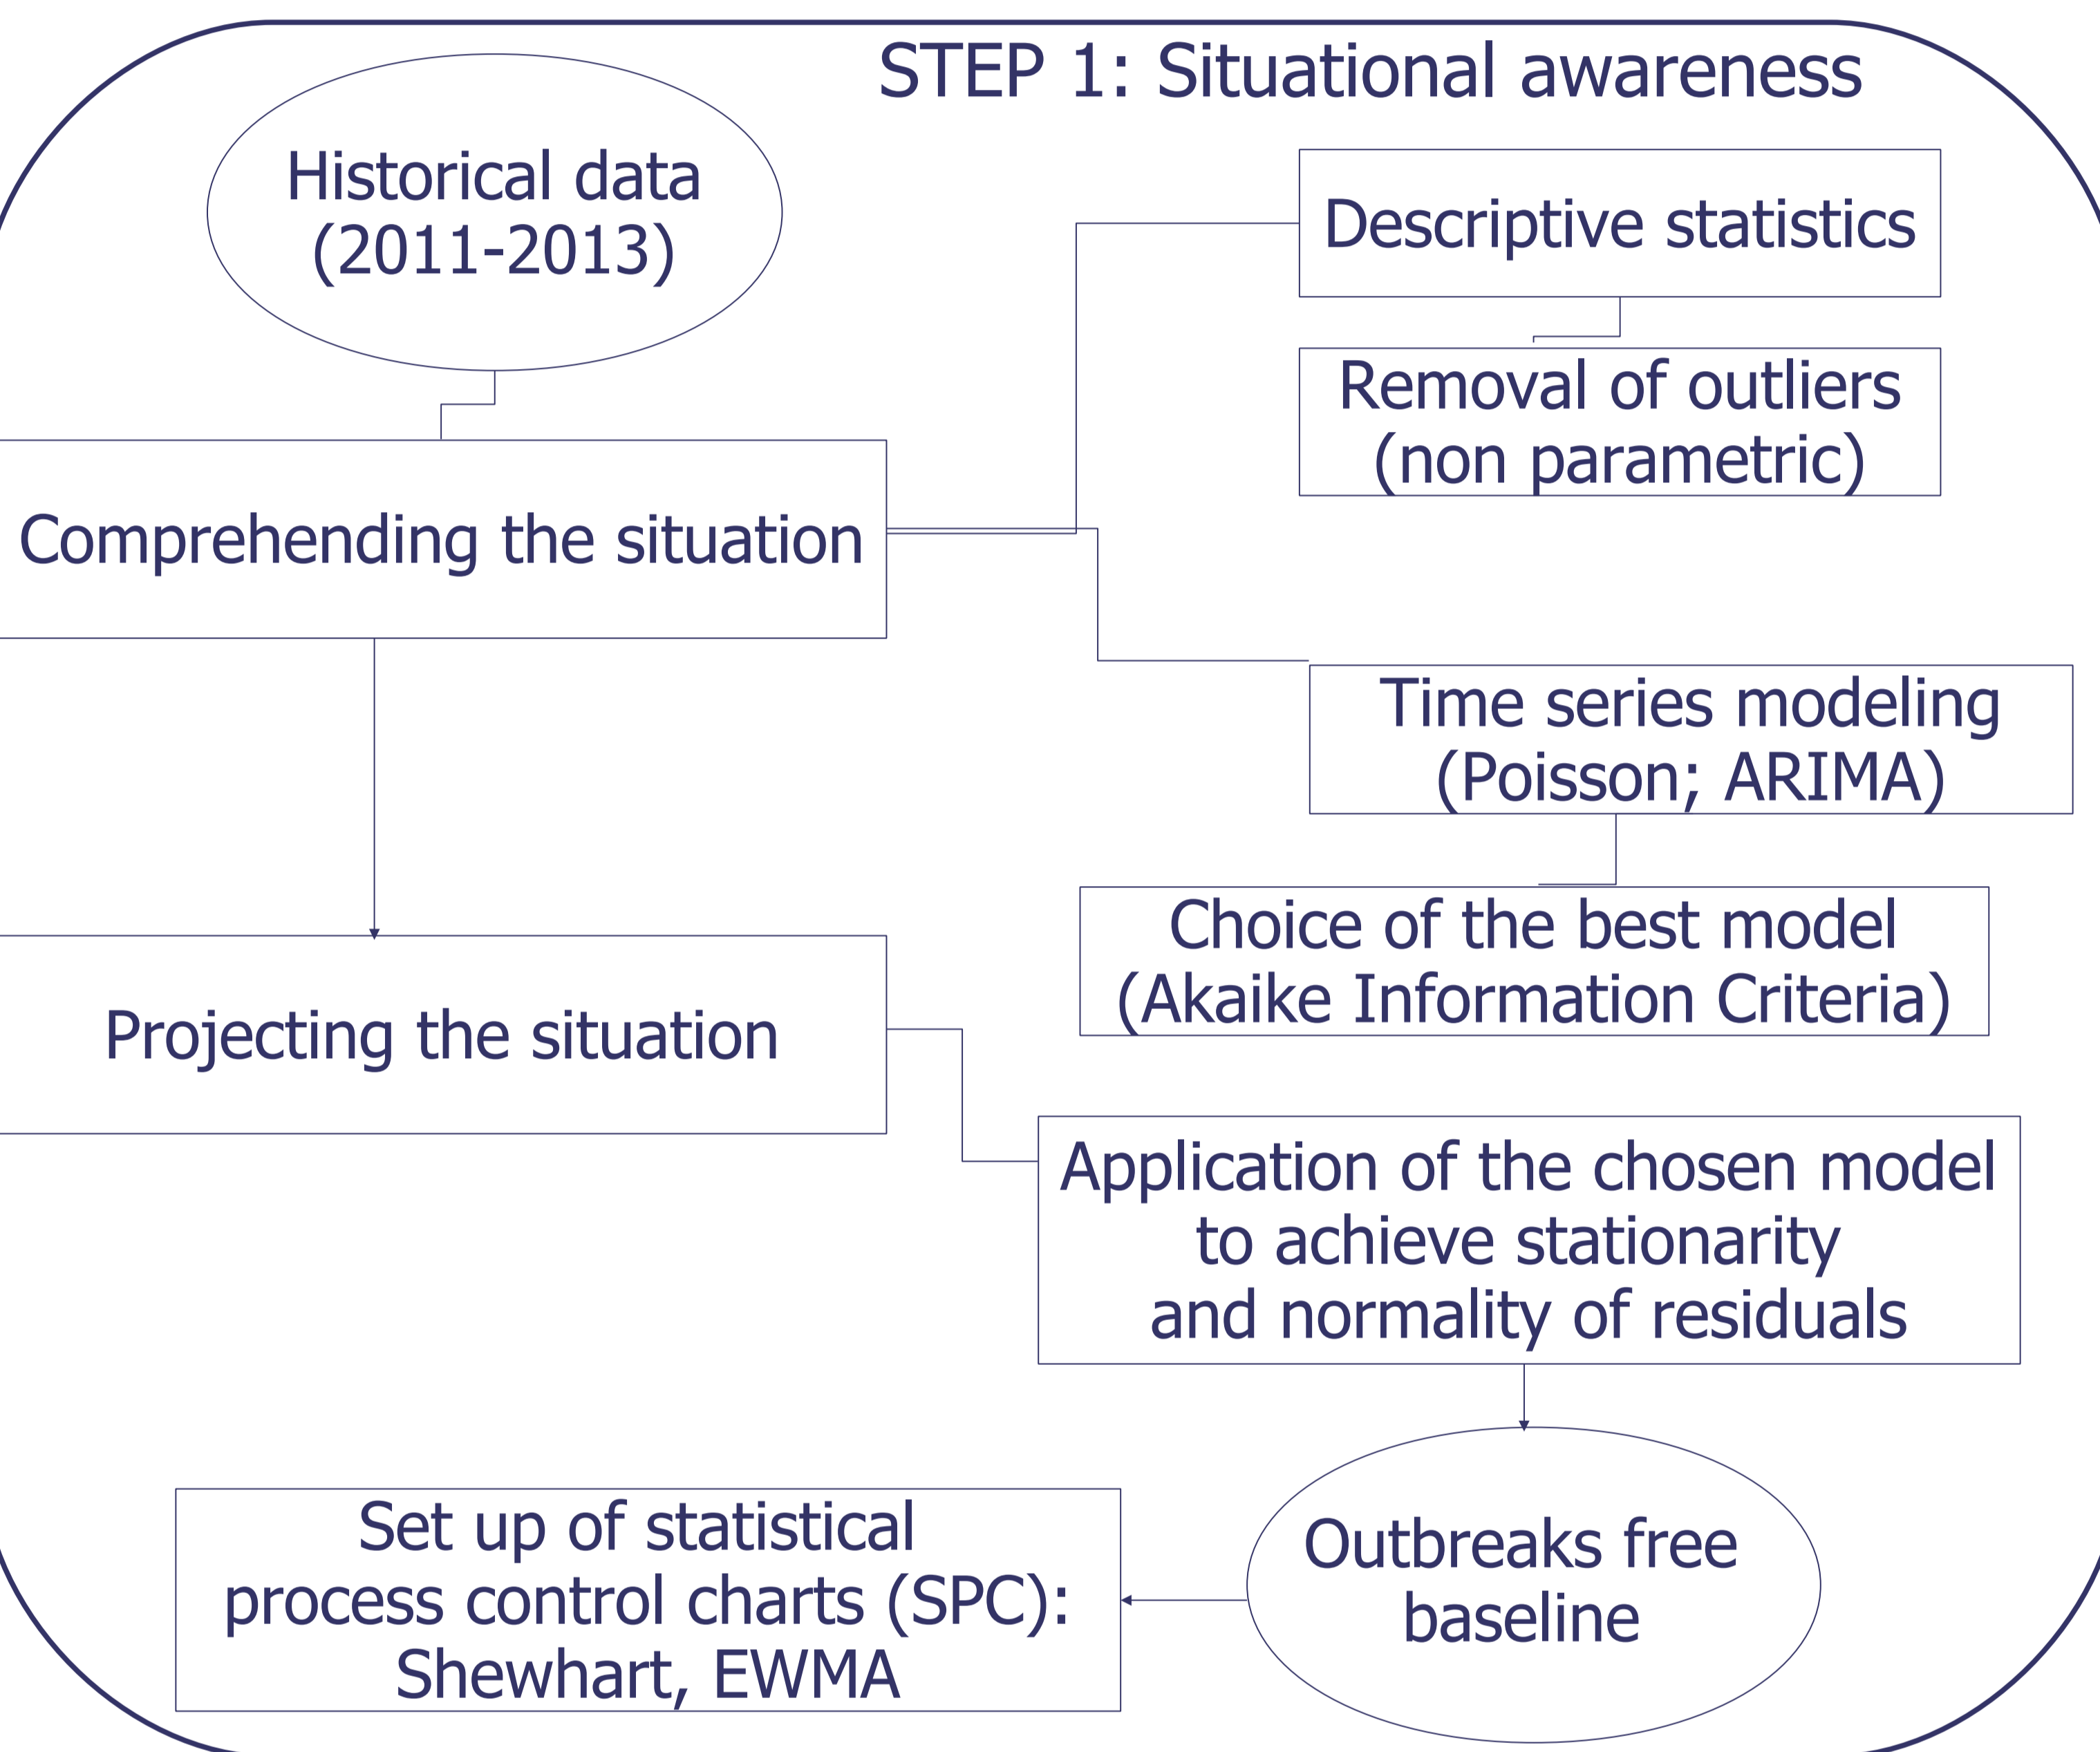 STEP 1: Situational awareness
Historical data
(2011-2013)
Descriptive statistics
Removal of outliers
(non parametric)
Comprehending the situation
Time series modeling
(Poisson; ARIMA)
Choice of the best model
(Akaike Information Criteria)
Projecting the situation
Application of the chosen model
to achieve stationarity
and normality of residuals
Outbreaks free
baseline
Set up of statistical
process control charts (SPC):
Shewhart, EWMA